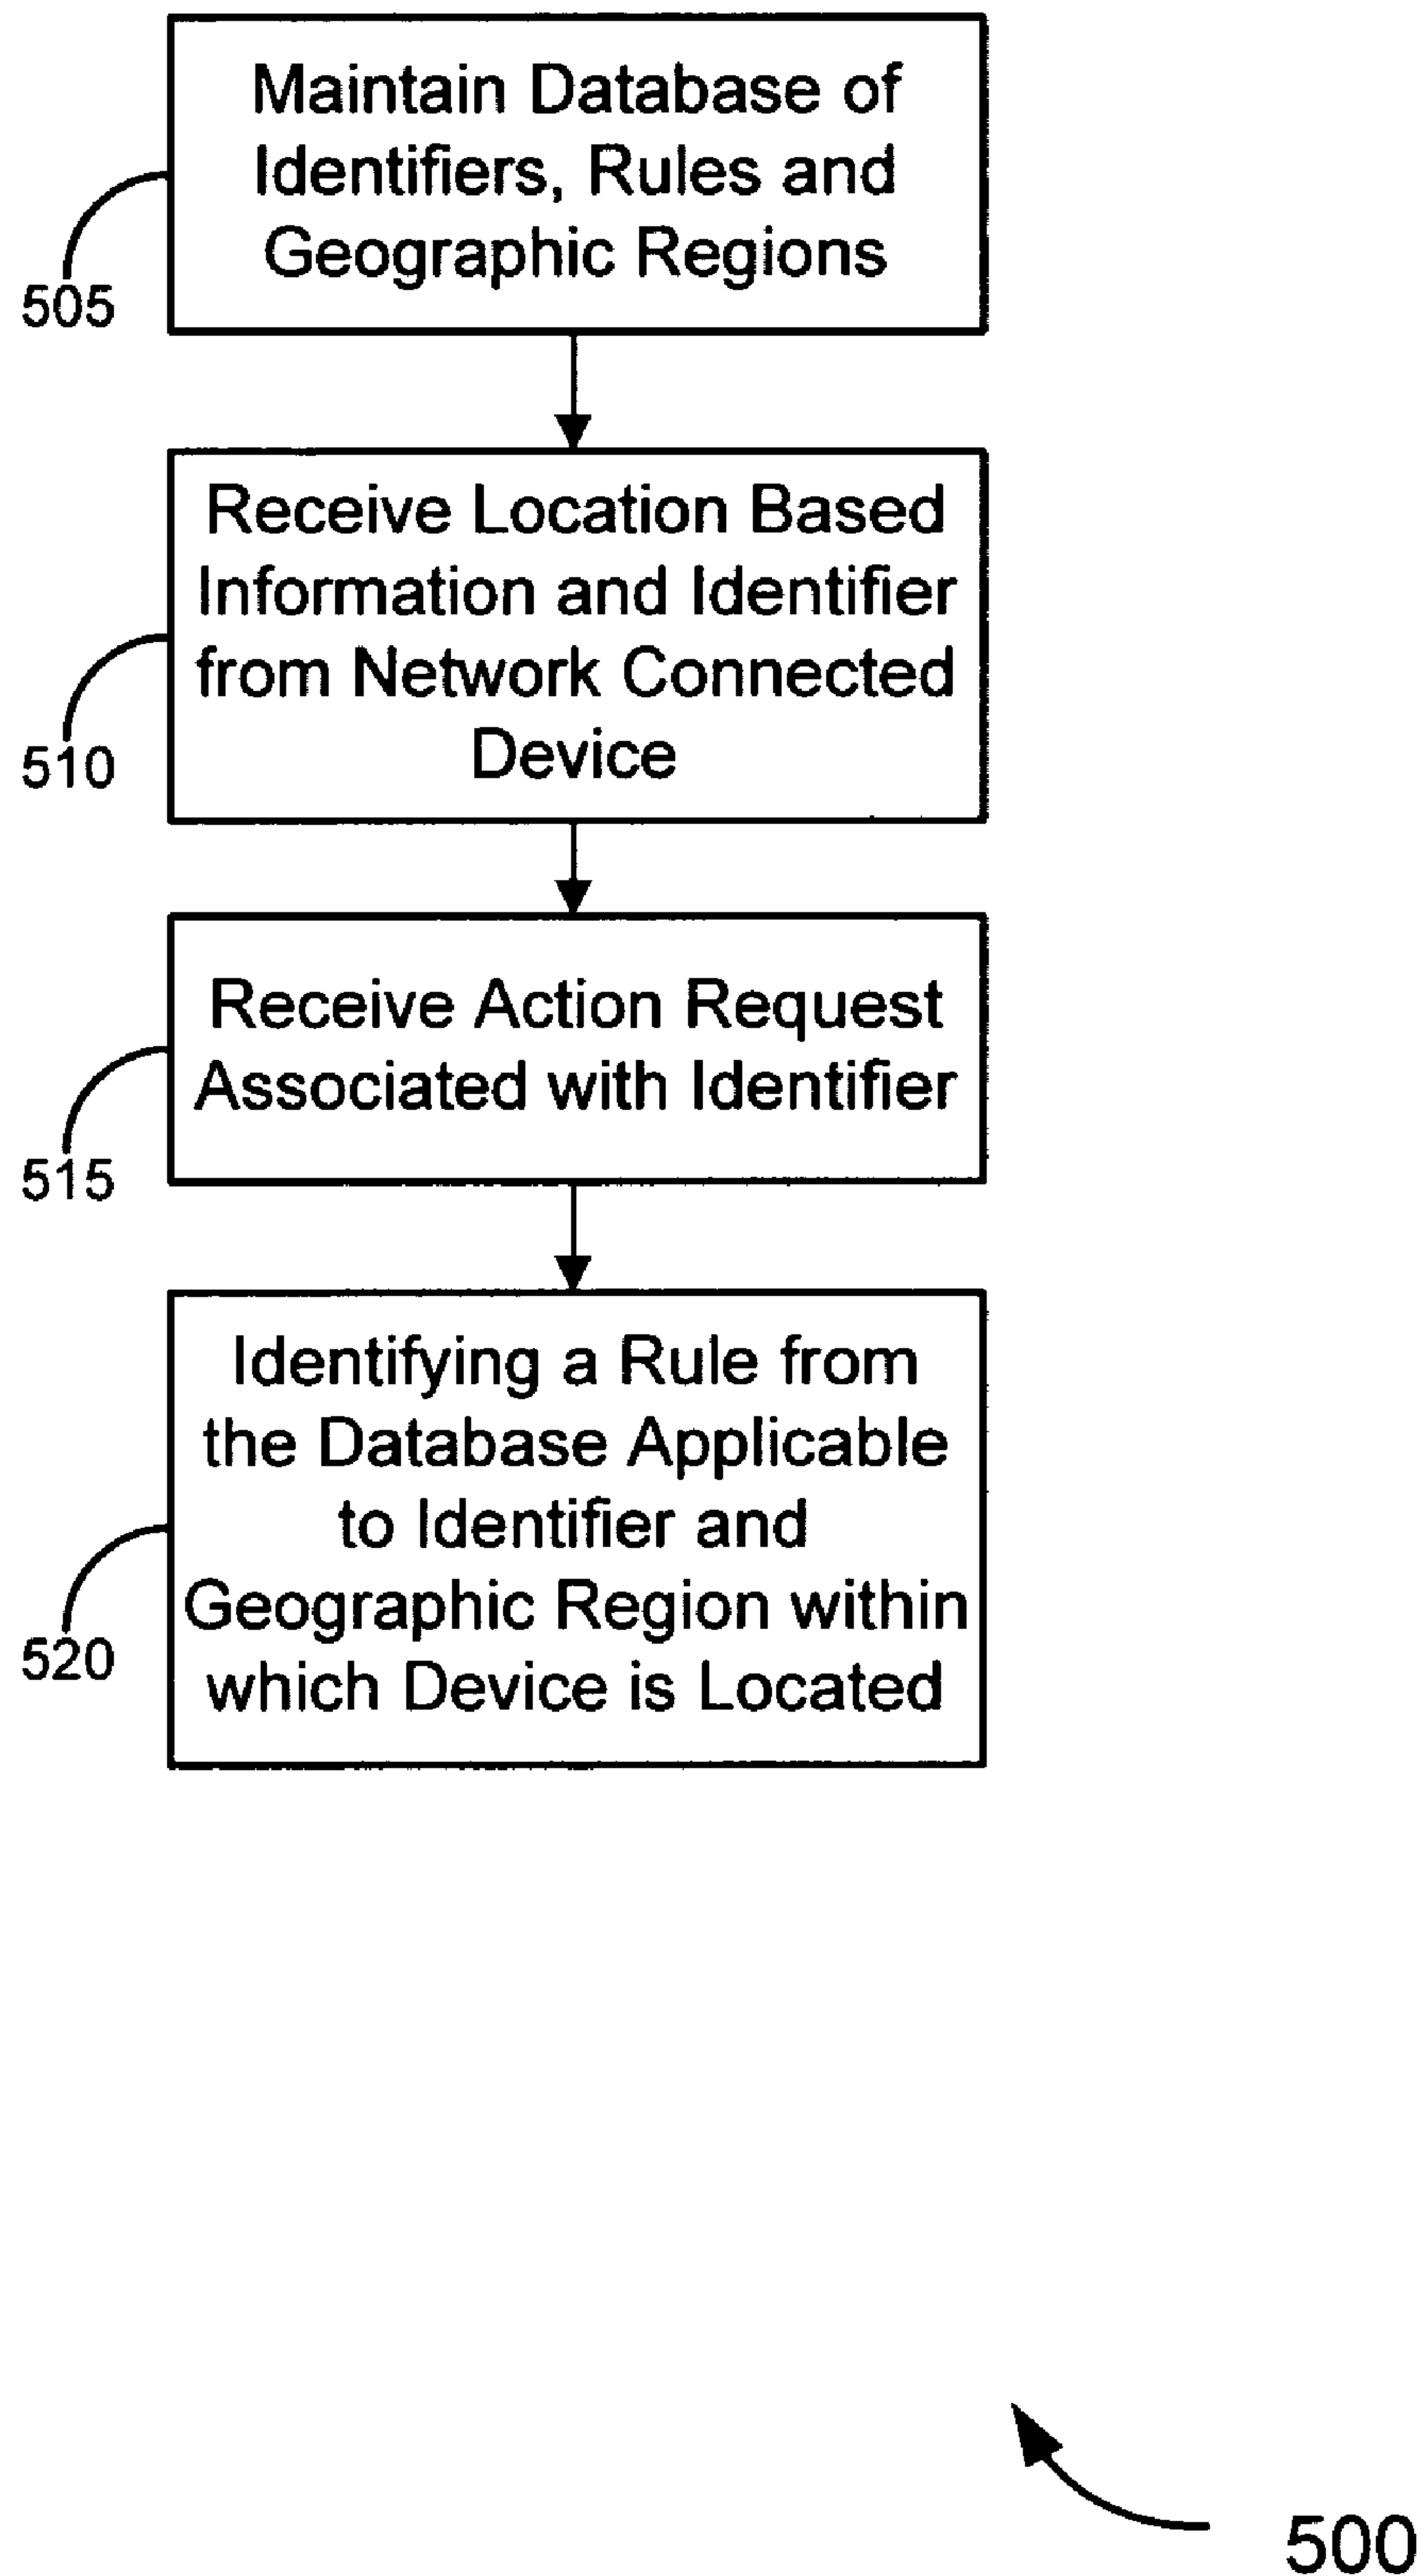 Maintain Database of
Identifiers, Rules and
Geographic Regions
505
Receive Location Based
Information and Identifier
from Network Connected
Device
510
Receive Action Request
Associated with Identifier
515
Identifying a Rule from
the Database Applicable
to Identifier and
Geographic Region within
which Device is Located
520
500